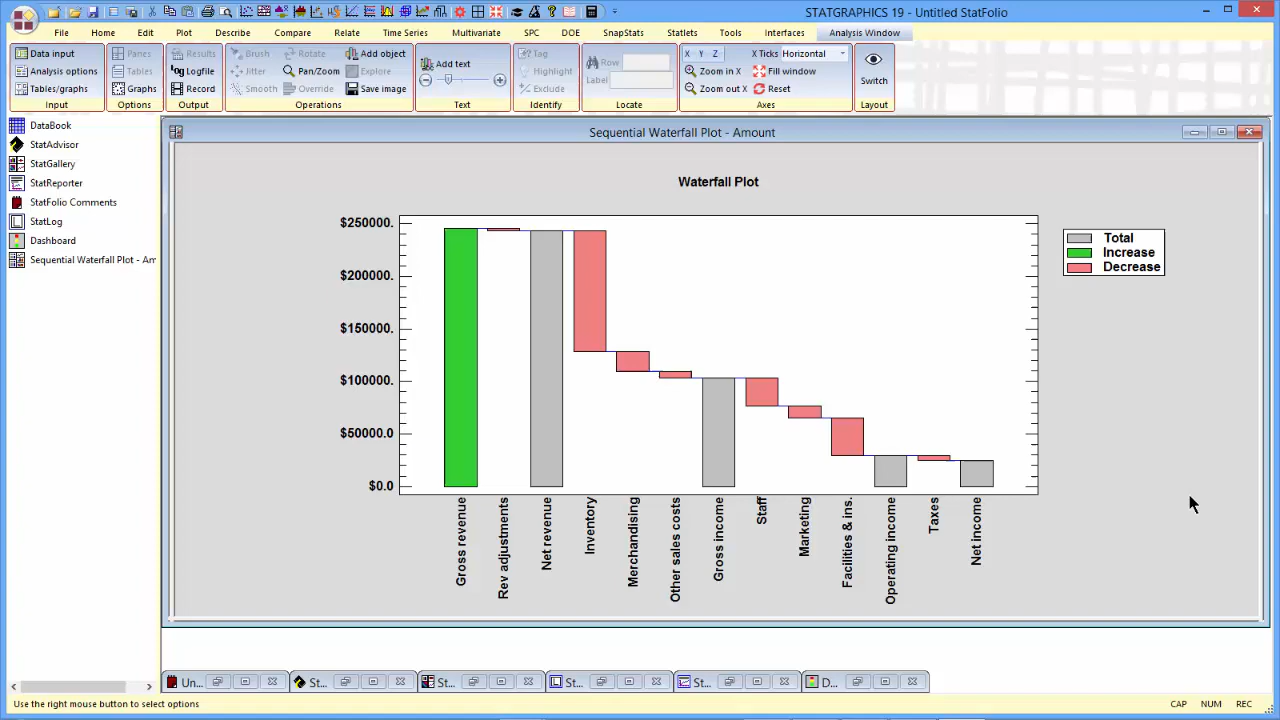 STATGRAPHICS 19 - Untitled StatFolio
File Home Edit Plot Describe Compare Relate Time Series Multivariate SPC DOE SnapStats Statlets Tools Interfaces Analysis Window
Data input Panes Results Brush Rotate Add object Add text Tag Row X Y Z X Ticks Horizontal
Analysis options Tables Logfile Jitter Pan/Zoom Explore Highlight Label Zoom in X Fill window Switch
Tables/graphs Graphs Record Smooth Override Save image Exclude Zoom out X Reset
Input Options Output Operations Text Identify Locate Axes Layout
DataBook
StatAdvisor
StatGallery
StatReporter
StatFolio Comments
StatLog
Dashboard
Sequential Waterfall Plot - Am
Sequential Waterfall Plot - Amount
Waterfall Plot
$250000.
$200000.
$150000.
$100000.
$50000.0
$0.0
Total
Increase
Decrease
Gross revenue
Rev adjustments
Net revenue
Inventory
Merchandising
Other sales costs
Gross income
Staff
Marketing
Facilities & ins.
Operating income
Taxes
Net income
Un... St... St... St... St... D...
Use the right mouse button to select options CAP NUM REC